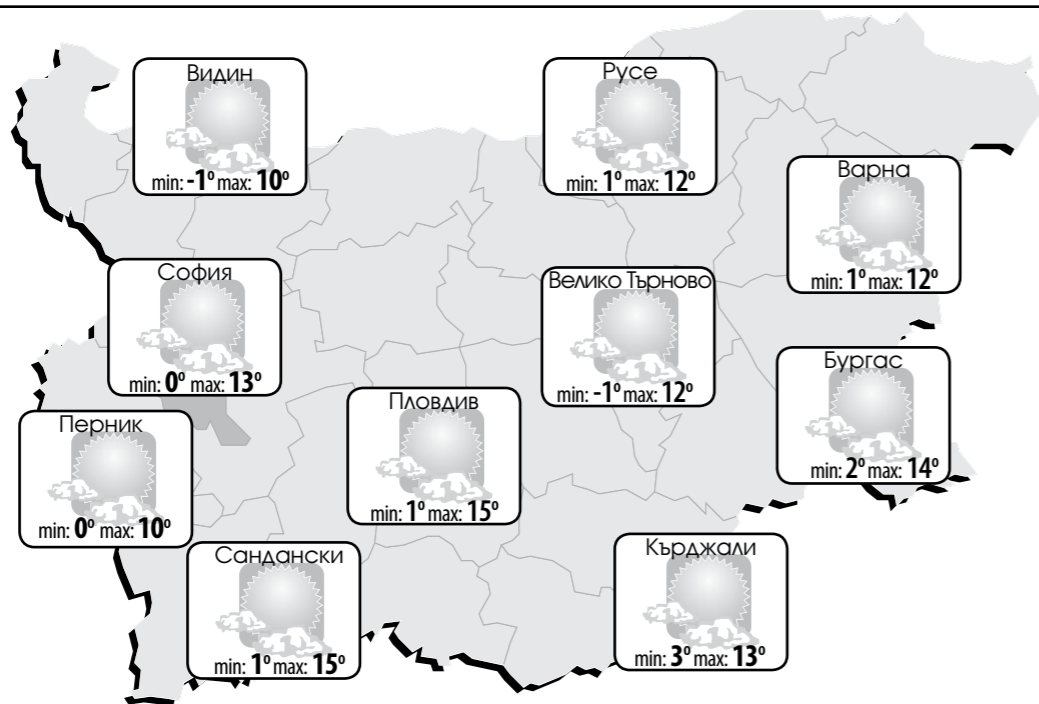 Видин
min: -1° max: 10°
Русе
min: 1° max: 12°
Варна
min: 1° max: 12°
София
min: 0° max: 13°
Велико Търново
min: -1° max: 12°
Бургас
min: 2° max: 14°
Пловдив
min: 1° max: 15°
Перник
min: 0° max: 10°
Сандански
min: 1° max: 15°
Кърджали
min: 3° max: 13°